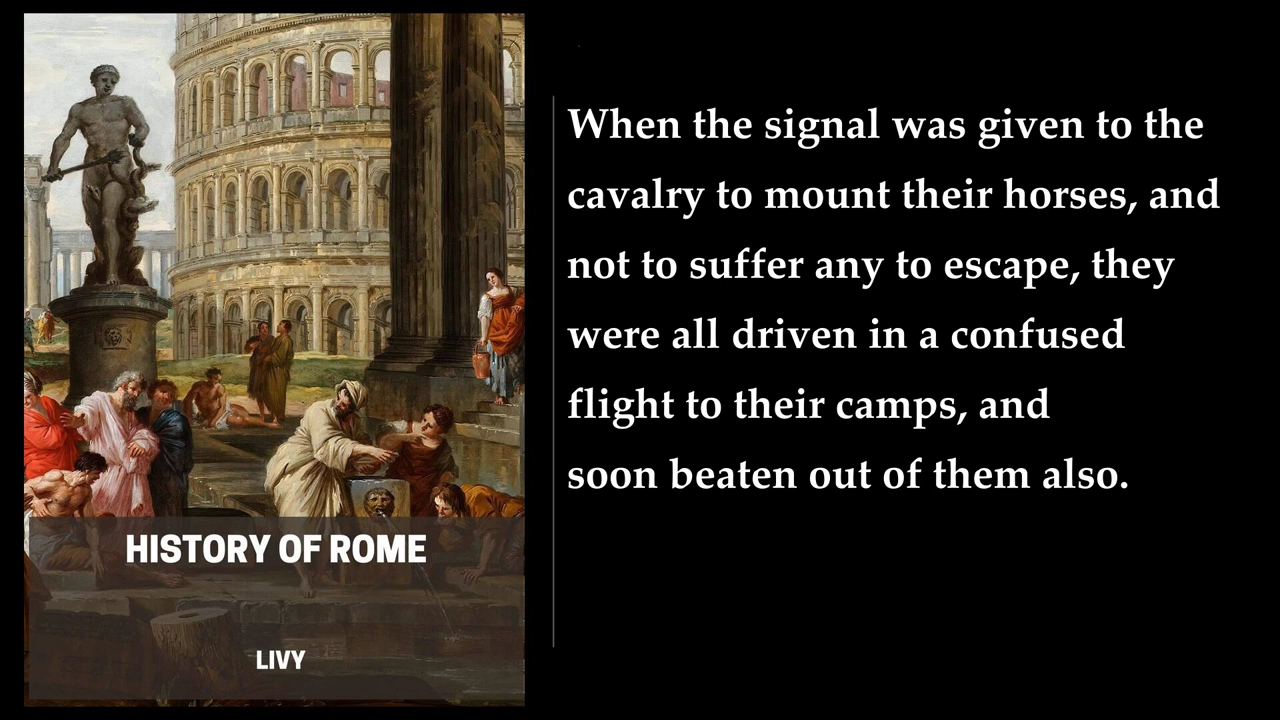 When the signal was given to the
cavalry to mount their horses, and
not to suffer any to escape, they
were all driven in a confused
flight to their camps, and
soon beaten out of them also.
HISTORY OF ROME
LIVY